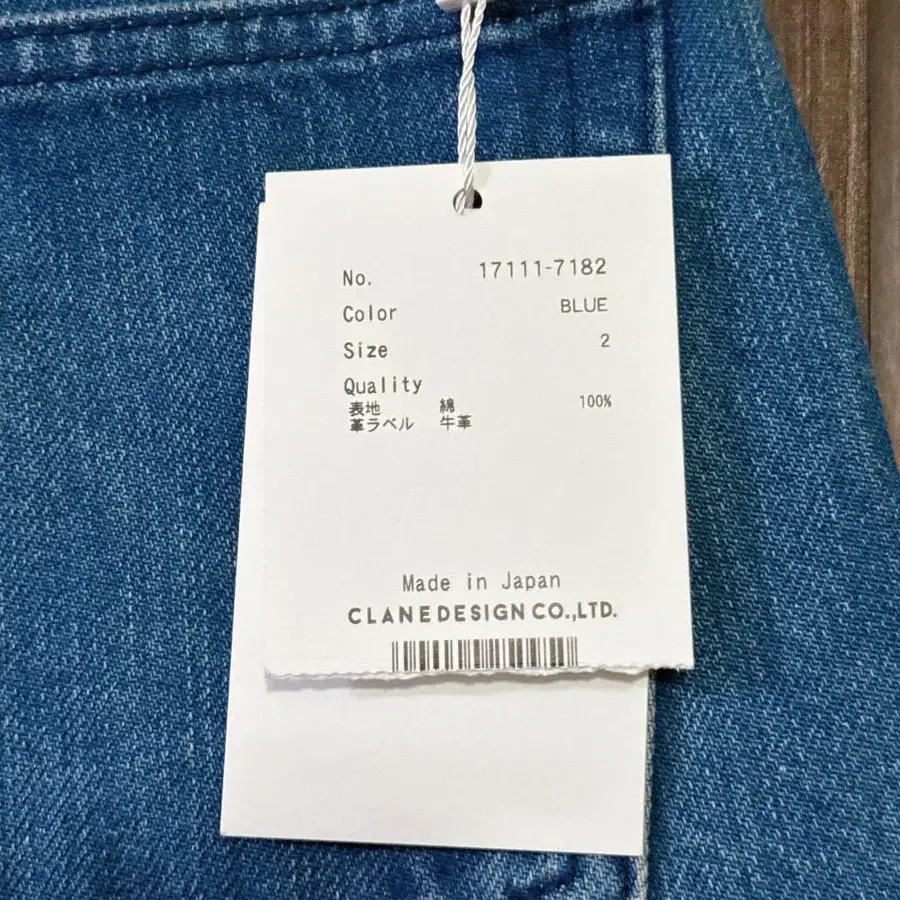 No. 17111-7182
Color BLUE
Size 2
Quality
表地 綿 100%
革ラベル 牛革
Made in Japan
CLANEDESIGN CO.,LTD.